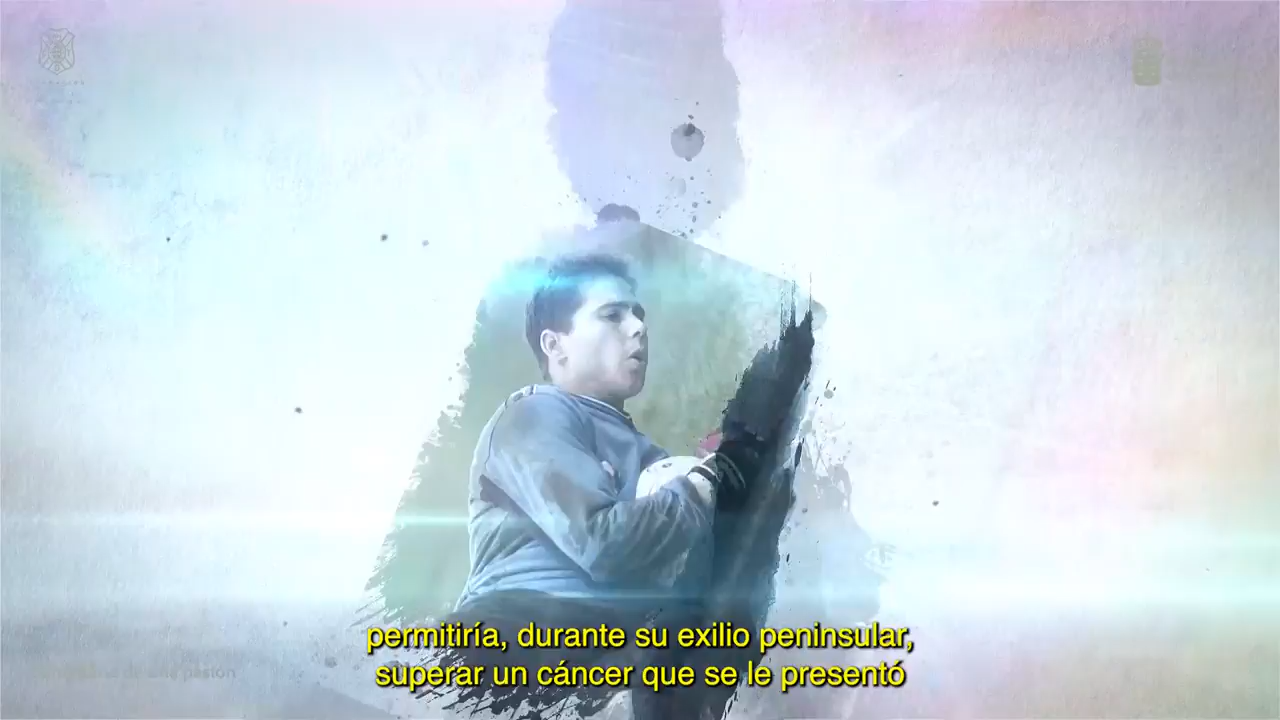 permitiría, durante su exilio peninsular,
superar un cáncer que se le presentó